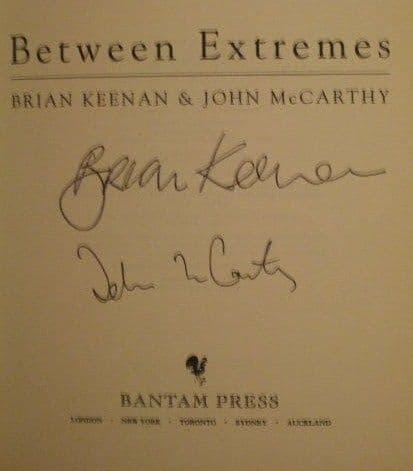 Between Extremes
BRIAN KEENAN & JOHN McCARTHY
Brian Keenan
John McCarthy
BANTAM PRESS
LONDON · NEW YORK · TORONTO · SYDNEY · AUCKLAND